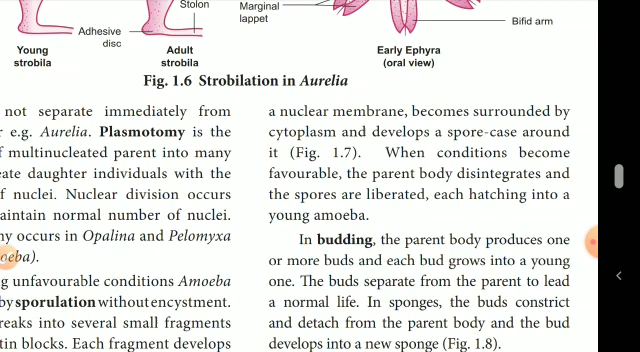 Stolon
Marginal
lappet
Adhesive
disc
Bifid arm
Young
strobila
Adult
strobila
Early Ephyra
(oral view)
Fig. 1.6 Strobilation in Aurelia
not separate immediately from
e.g. Aurelia. Plasmotomy is the
multinucleated parent into many
daughter individuals with the
nuclei. Nuclear division occurs
normal number of nuclei.
occurs in Opalina and Pelomyxa
unfavourable conditions Amoeba
by sporulation without encystment.
into several small fragments
blocks. Each fragment develops
a nuclear membrane, becomes surrounded by
cytoplasm and develops a spore-case around
it (Fig. 1.7). When conditions become
favourable, the parent body disintegrates and
the spores are liberated, each hatching into a
young amoeba.
In budding, the parent body produces one
or more buds and each bud grows into a young
one. The buds separate from the parent to lead
a normal life. In sponges, the buds constrict
and detach from the parent body and the bud
develops into a new sponge (Fig. 1.8).